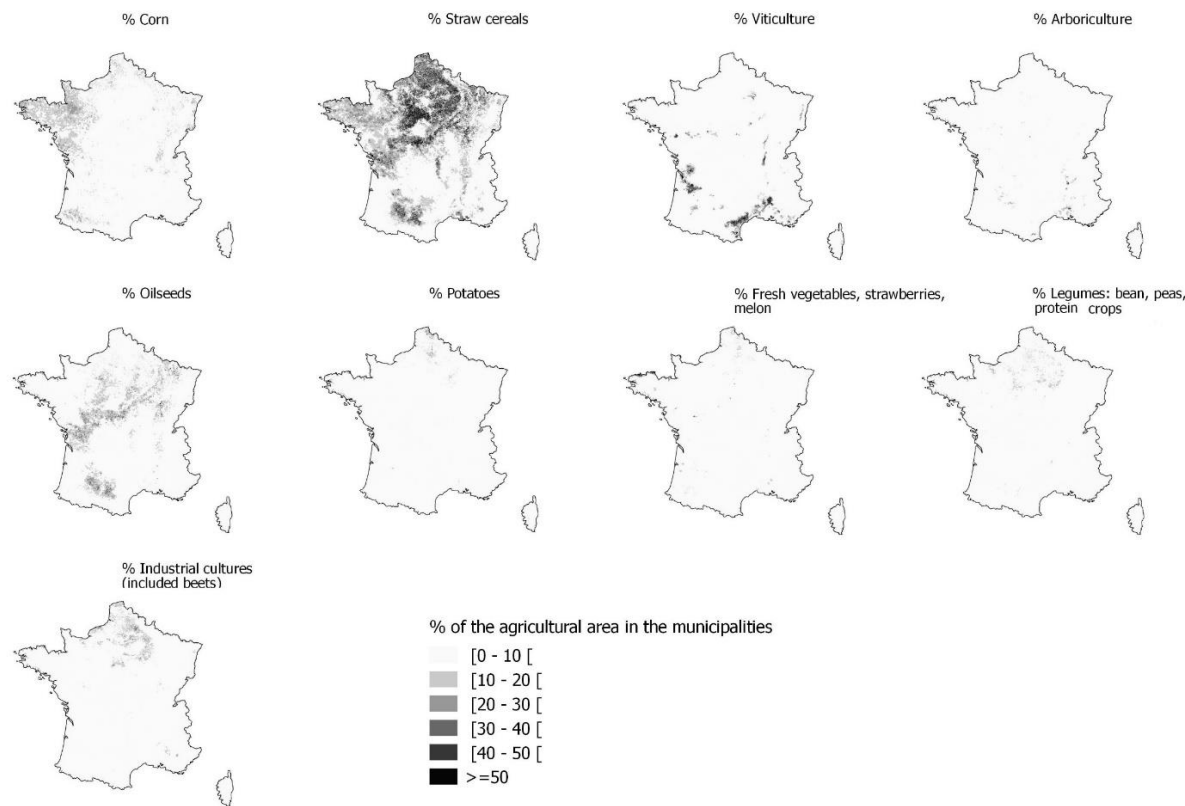 % Corn
% Straw cereals
% Viticulture
% Arboriculture
% Oilseeds
% Potatoes
% Fresh vegetables, strawberries,
melon
% Legumes: bean, peas,
protein crops
% Industrial cultures
(included beets)
% of the agricultural area in the municipalities
[0 - 10 [
[10 - 20 [
[20 - 30 [
[30 - 40 [
[40 - 50 [
>=50